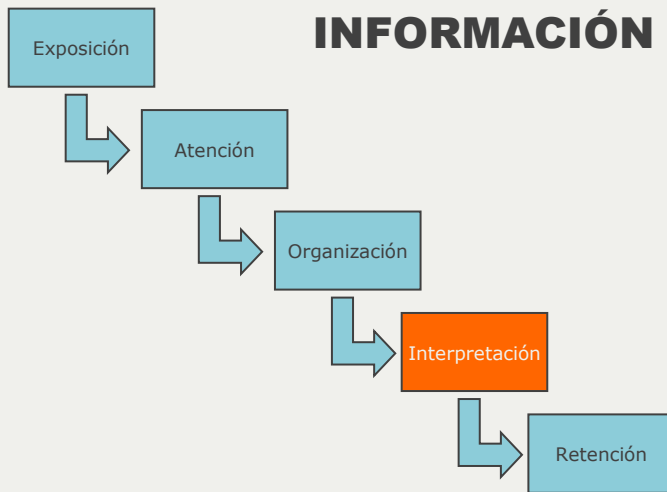 INFORMACIÓN
Exposición
Atención
Organización
Interpretación
Retención